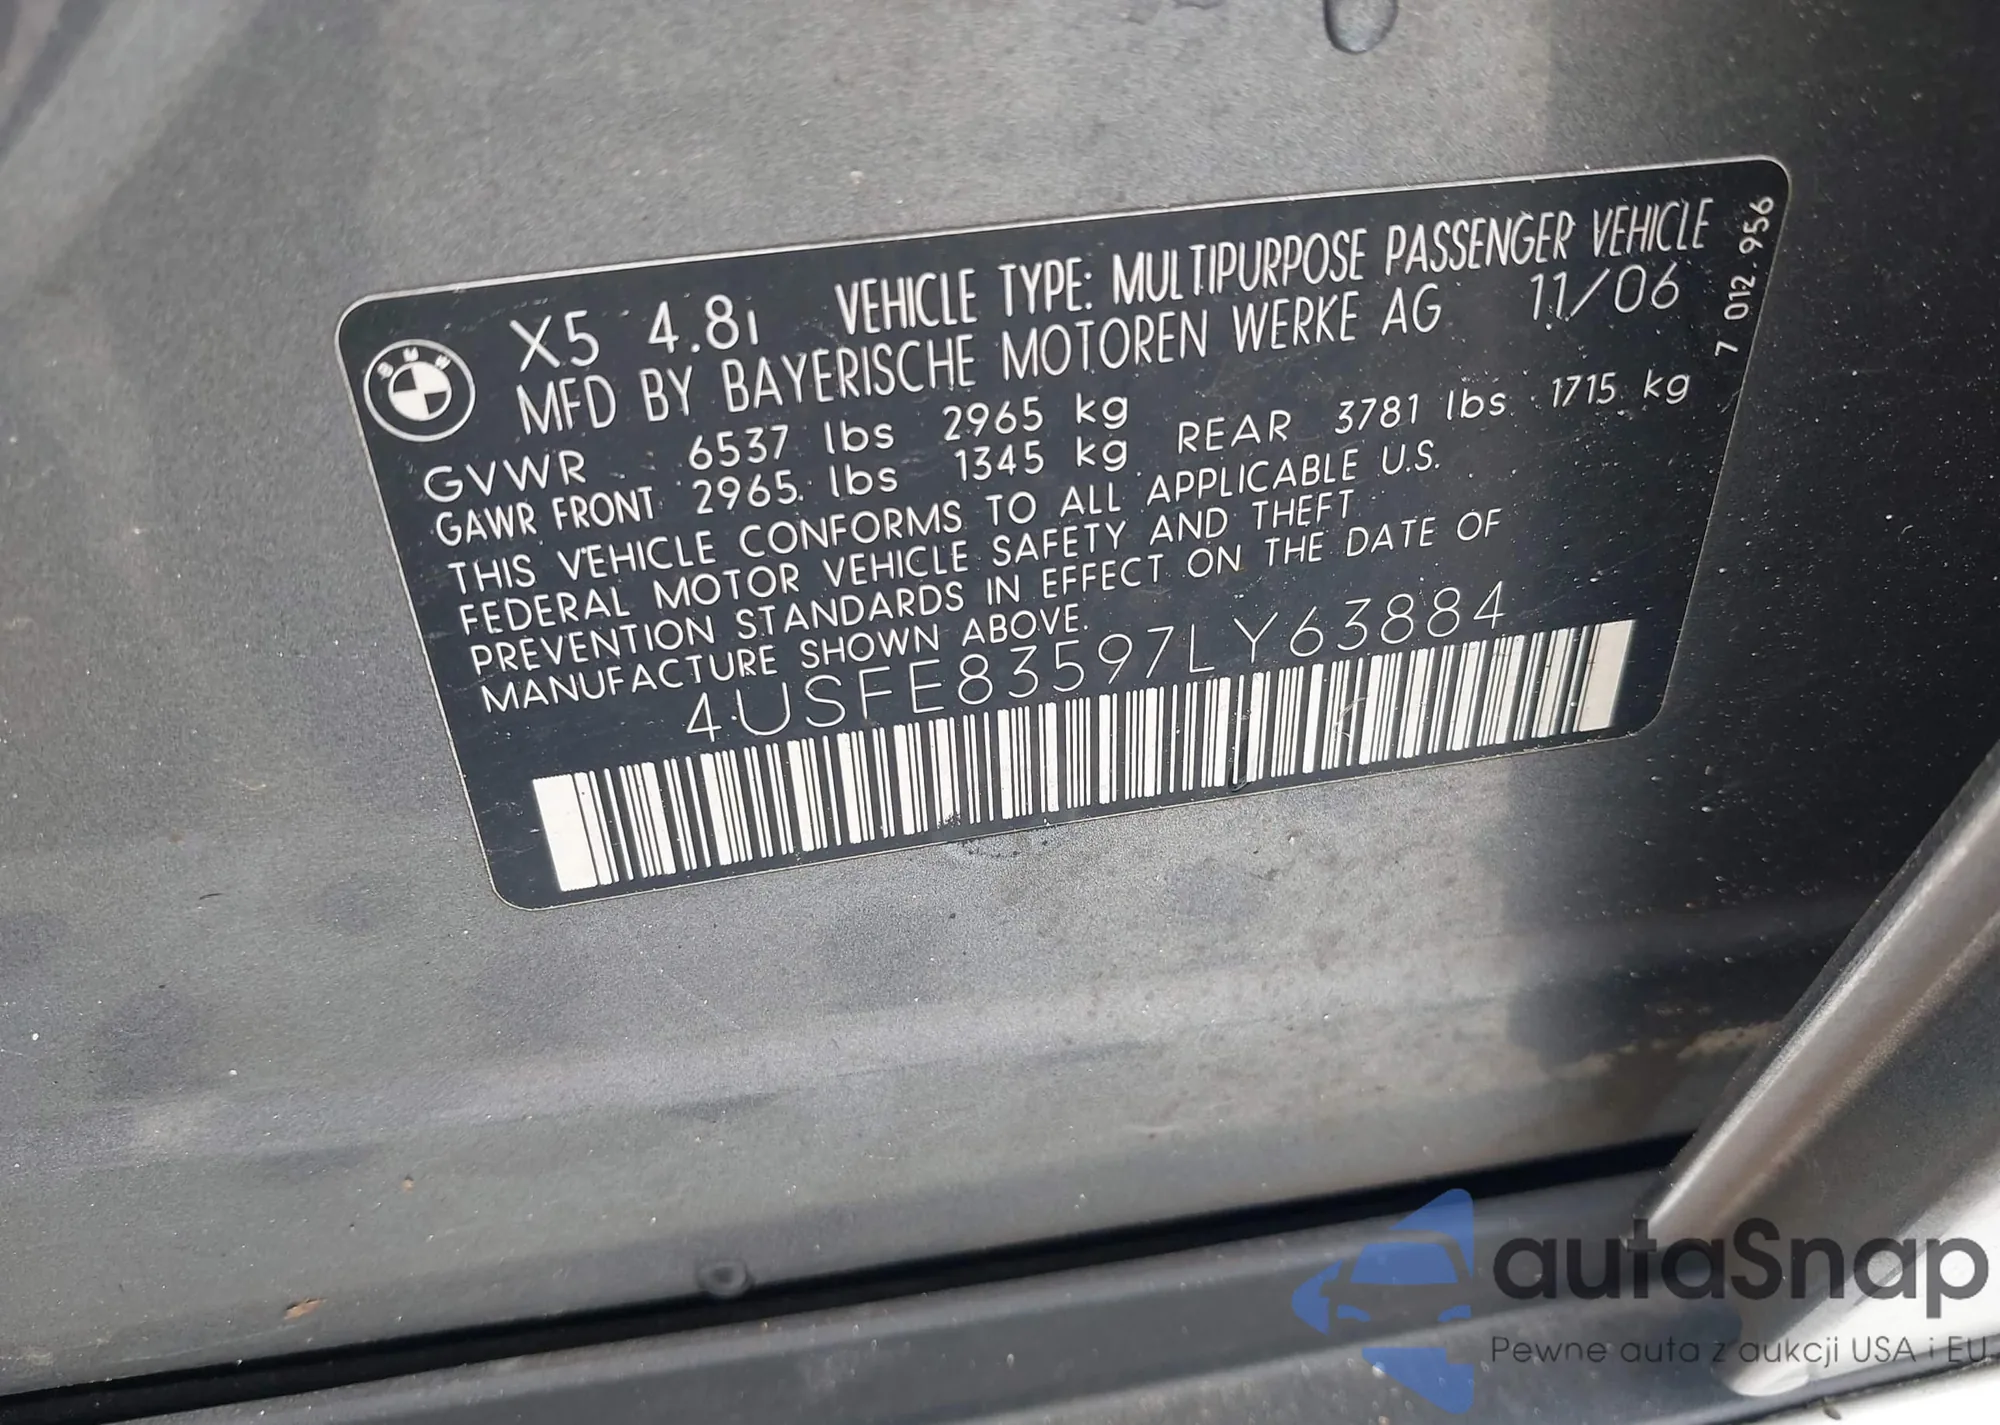 BMW
X5 4.8i VEHICLE TYPE: MULTIPURPOSE PASSENGER VEHICLE
MFD BY BAYERISCHE MOTOREN WERKE AG 11/06
7 012 956
GVWR 6537 lbs 2965 kg
GAWR FRONT 2965 lbs 1345 kg REAR 3781 lbs 1715 kg
THIS VEHICLE CONFORMS TO ALL APPLICABLE U.S.
FEDERAL MOTOR VEHICLE SAFETY AND THEFT
PREVENTION STANDARDS IN EFFECT ON THE DATE OF
MANUFACTURE SHOWN ABOVE.
4USFE83597LY63884
autaSnap
Pewne auta z aukcji USA i EU